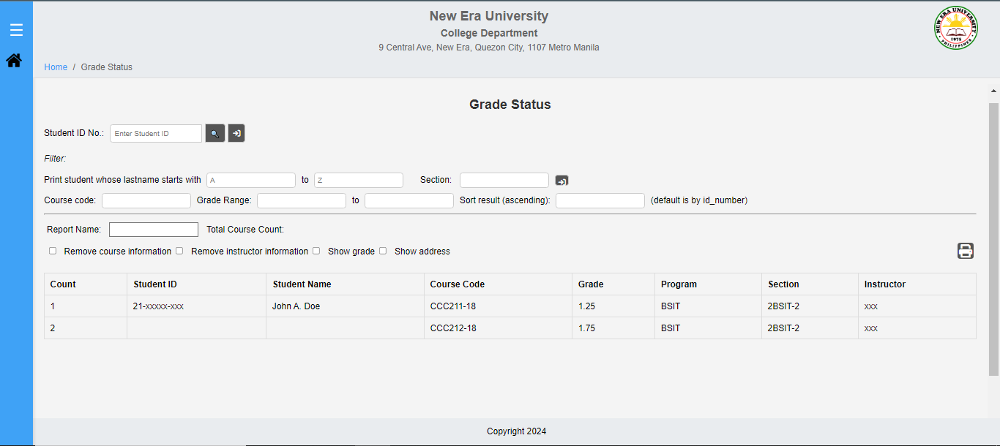 New Era University
College Department
9 Central Ave, New Era, Quezon City, 1107 Metro Manila
NEW ERA UNIVERSITY
1975
PHILIPPINES
Home / Grade Status
Grade Status
Student ID No.: Enter Student ID
Filter:
Print student whose lastname starts with A to Z Section:
Course code: Grade Range: to Sort result (ascending): (default is by id_number)
Report Name: Total Course Count:
Remove course information Remove instructor information Show grade Show address
Count Student ID Student Name Course Code Grade Program Section Instructor
1 21-xxxxx-xxx John A. Doe CCC211-18 1.25 BSIT 2BSIT-2 xxx
2 CCC212-18 1.75 BSIT 2BSIT-2 xxx
Copyright 2024